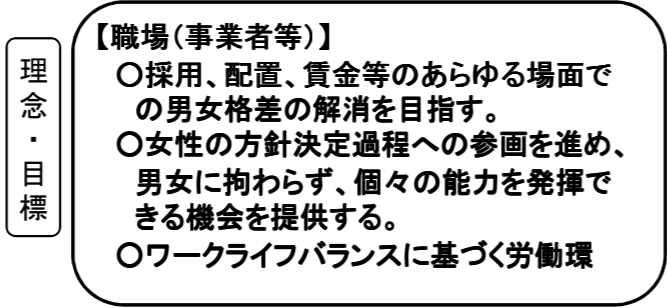 理念・目標
【職場（事業者等）】
○採用、配置、賃金等のあらゆる場面で
の男女格差の解消を目指す。
○女性の方針決定過程への参画を進め、
男女に拘わらず、個々の能力を発揮で
きる機会を提供する。
○ワークライフバランスに基づく労働環